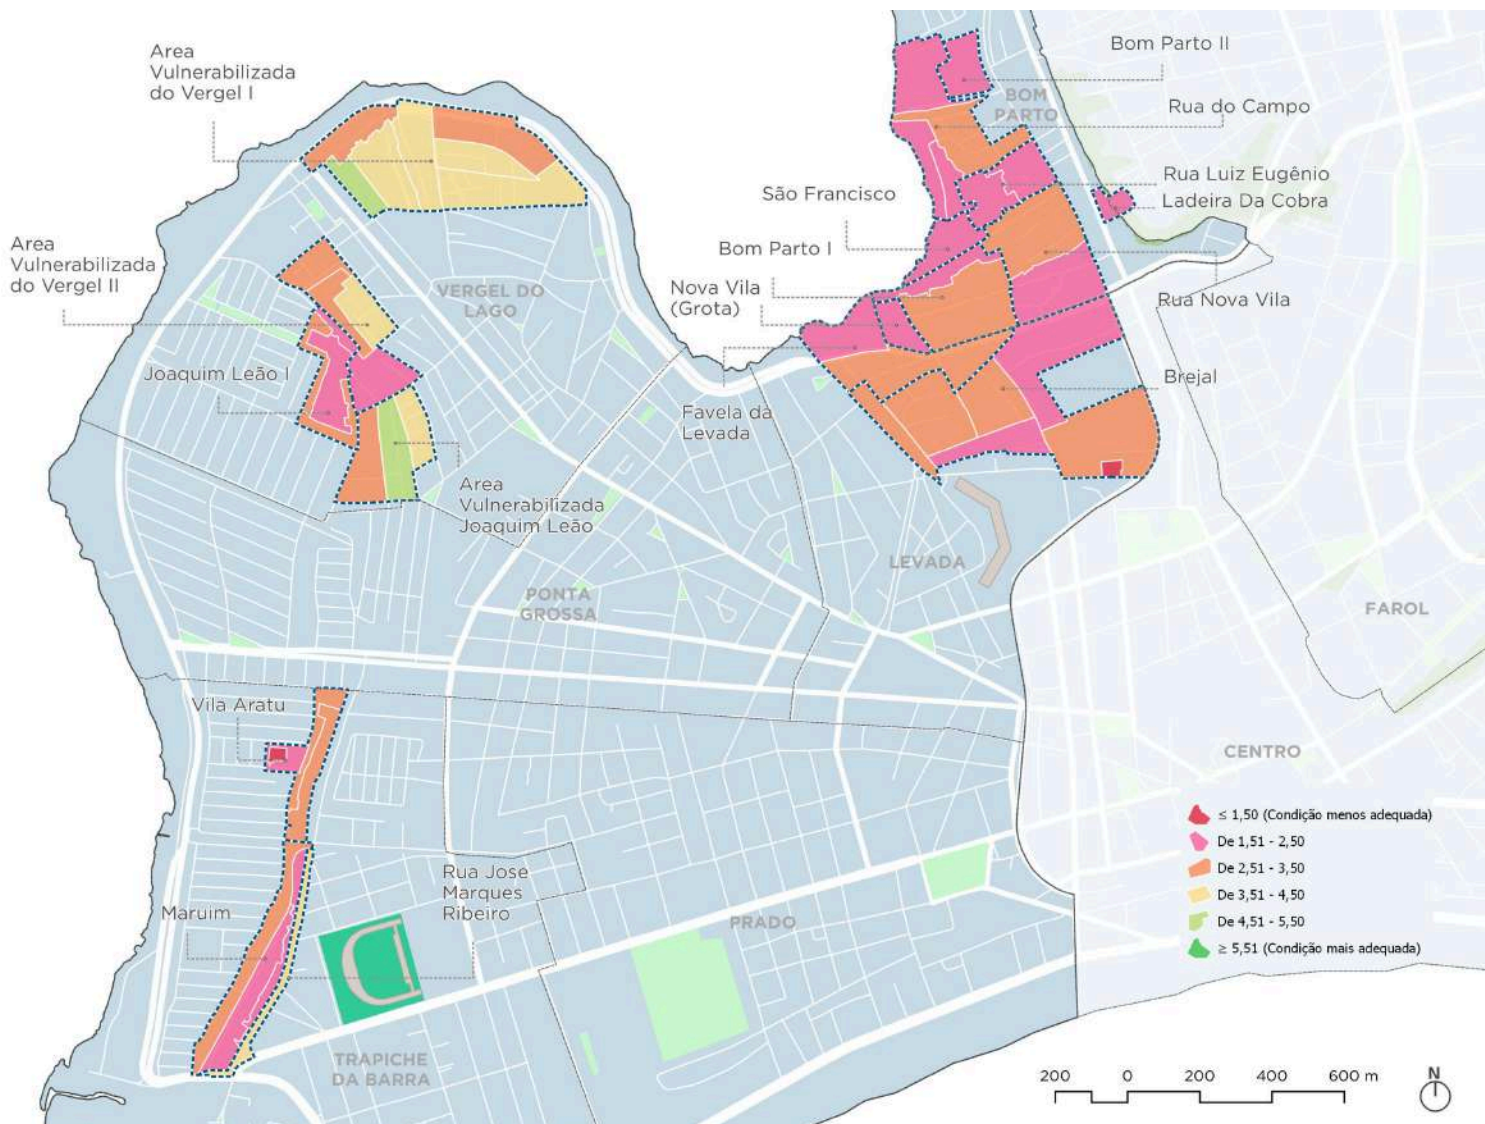 Area
Vulnerabilizada
do Vergel I
Bom Parto II
BOM
PARTO
Rua do Campo
Rua Luiz Eugênio
Ladeira Da Cobra
São Francisco
Area
Vulnerabilizada
do Vergel II
Bom Parto I
Nova Vila
(Grota)
VERGEL DO
LAGO
Rua Nova Vila
Joaquim Leão I
Brejal
Favela da
Levada
Area
Vulnerabilizada
Joaquim Leão
LEVADA
PONTA
GROSSA
FAROL
Vila Aratu
CENTRO
≤ 1,50 (Condição menos adequada)
De 1,51 - 2,50
De 2,51 - 3,50
De 3,51 - 4,50
De 4,51 - 5,50
≥ 5,51 (Condição mais adequada)
Rua Jose
Marques
Ribeiro
Maruim
PRADO
TRAPICHE
DA BARRA
200 0 200 400 600 m
N